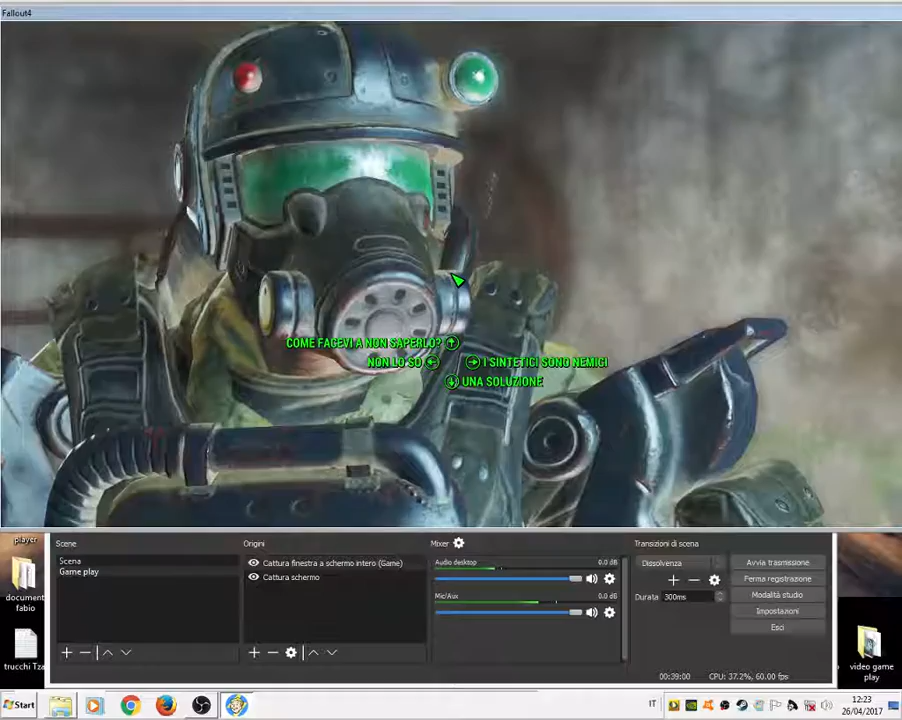 Fallout4
COME FACEVI A NON SAPERLO?
NON LO SO
I SINTETICI SONO NEMICI
UNA SOLUZIONE
player
document
fabio
trucchi Tza
Scene
Scena
Game play
Origini
Cattura finestra a schermo intero (Game)
Cattura schermo
Mixer
Audio desktop
0.0 dB
Mic/Aux
0.0 dB
Transizioni di scena
Dissolvenza
Durata
300ms
Avvia trasmissione
Ferma registrazione
Modalità studio
Impostazioni
Esci
00:39:00
CPU: 37.2%, 60.00 fps
video game
play
Start
IT
12:23
26/04/2017